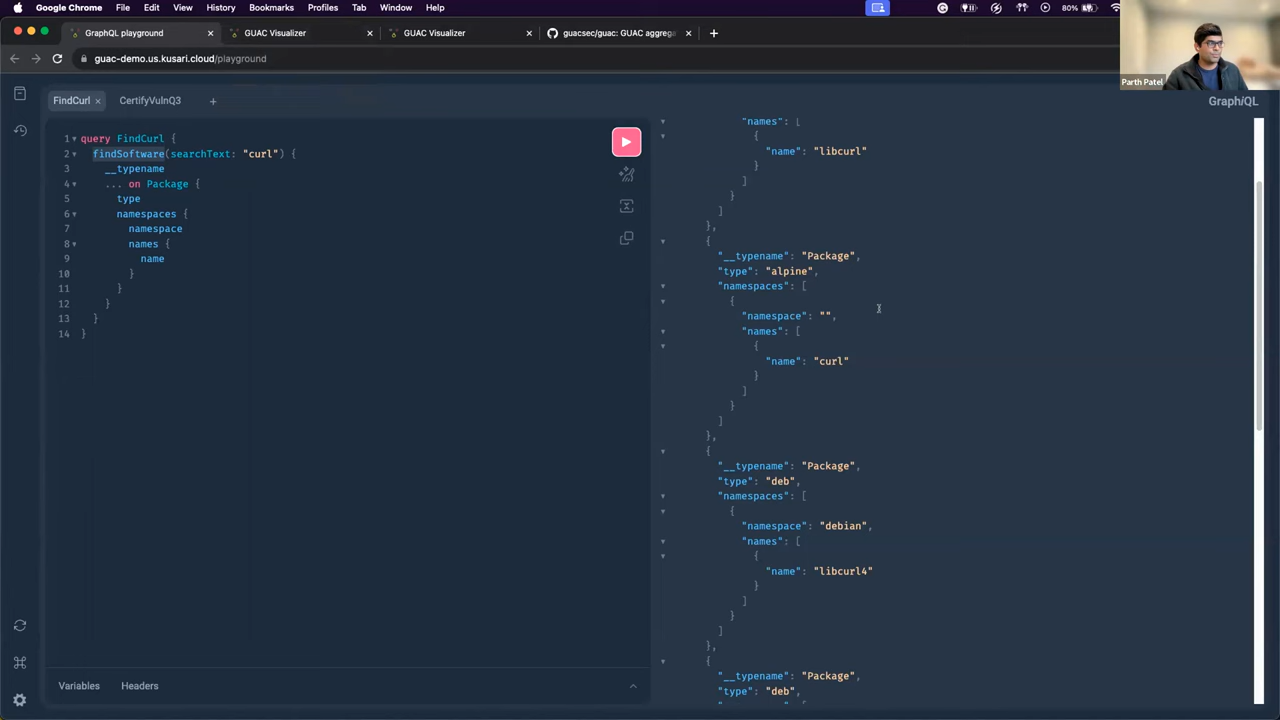 Google Chrome File Edit View History Bookmarks Profiles Tab Window Help 80%
GraphQL playground GUAC Visualizer GUAC Visualizer guacsec/guac: GUAC aggreg
guac-demo.us.kusari.cloud/playground
Parth Patel
FindCurl CertifyVulnQ3
GraphiQL
1 query FindCurl {
2 findSoftware(searchText: "curl") {
3 __typename
4 ... on Package {
5 type
6 namespaces {
7 namespace
8 names {
9 name
10 }
11 }
12 }
13 }
14 }
"names": [
{
"name": "libcurl"
}
]
}
]
},
{
"__typename": "Package",
"type": "alpine",
"namespaces": [
{
"namespace": "",
"names": [
{
"name": "curl"
}
]
}
]
},
{
"__typename": "Package",
"type": "deb",
"namespaces": [
{
"namespace": "debian",
"names": [
{
"name": "libcurl4"
}
]
}
]
},
{
"__typename": "Package",
"type": "deb",
Variables Headers